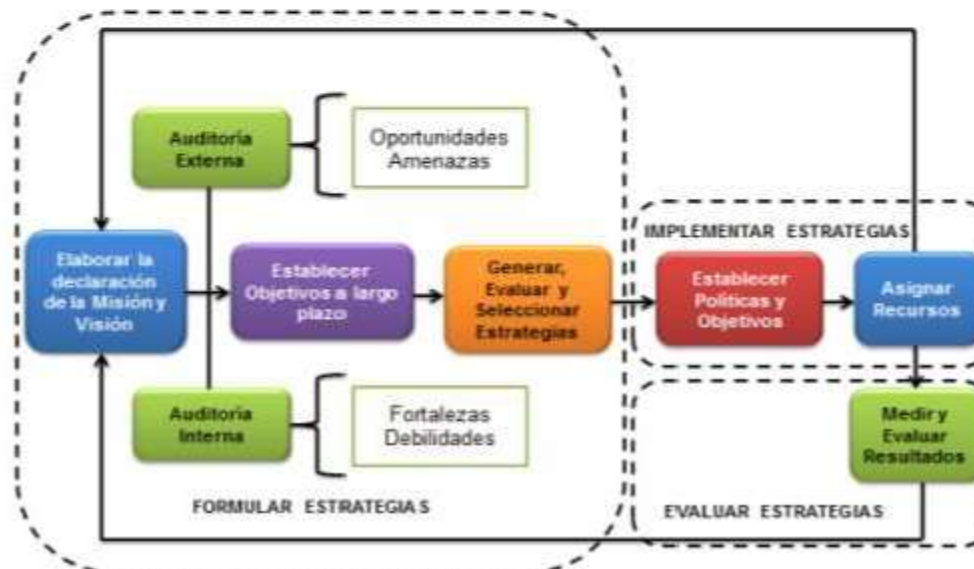 Auditoría
Externa
Oportunidades
Amenazas
Elaborar la
declaración
de la Misión y
Visión
Establecer
Objetivos a largo
plazo
Generar,
Evaluar y
Seleccionar
Estrategias
IMPLEMENTAR ESTRATEGIAS
Establecer
Políticas y
Objetivos
Asignar
Recursos
Auditoría
Interna
Fortalezas
Debilidades
Medir y
Evaluar
Resultados
FORMULAR ESTRATEGIAS
EVALUAR ESTRATEGIAS